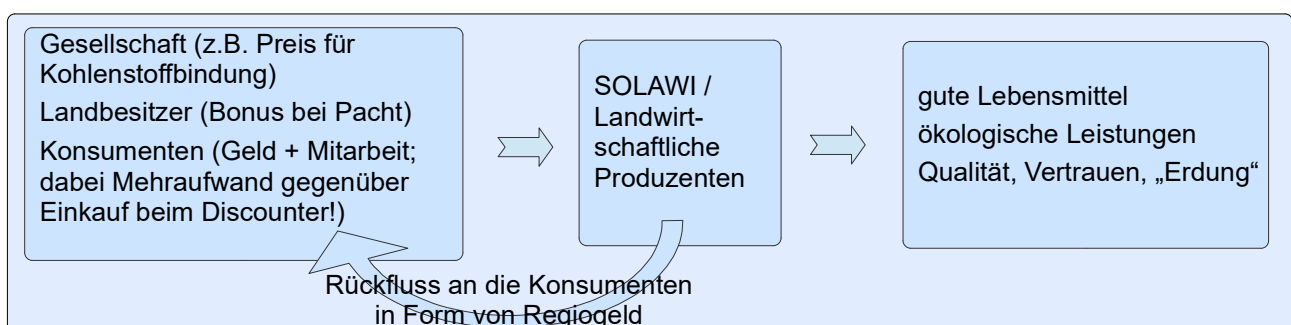 Gesellschaft (z.B. Preis für
Kohlenstoffbindung)
Landbesitzer (Bonus bei Pacht)
Konsumenten (Geld + Mitarbeit;
dabei Mehraufwand gegenüber
Einkauf beim Discounter!)
SOLAWI /
Landwirt-
schaftliche
Produzenten
gute Lebensmittel
ökologische Leistungen
Qualität, Vertrauen, „Erdung“
Rückfluss an die Konsumenten
in Form von Regiogeld